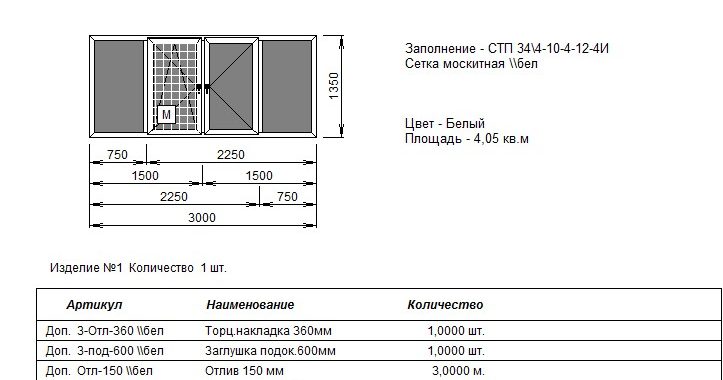 Заполнение - СТП 34\4-10-4-12-4И
Сетка москитная \\бел
1350
M
Цвет - Белый
Площадь - 4,05 кв.м
750 2250
1500 1500
2250 750
3000
Изделие №1 Количество 1 шт.
Артикул Наименование Количество
Доп. 3-Отл-360 \\бел Торц.накладка 360мм 1,0000 шт.
Доп. 3-под-600 \\бел Заглушка подок.600мм 1,0000 шт.
Доп. Отл-150 \\бел Отлив 150 мм 3,0000 м.